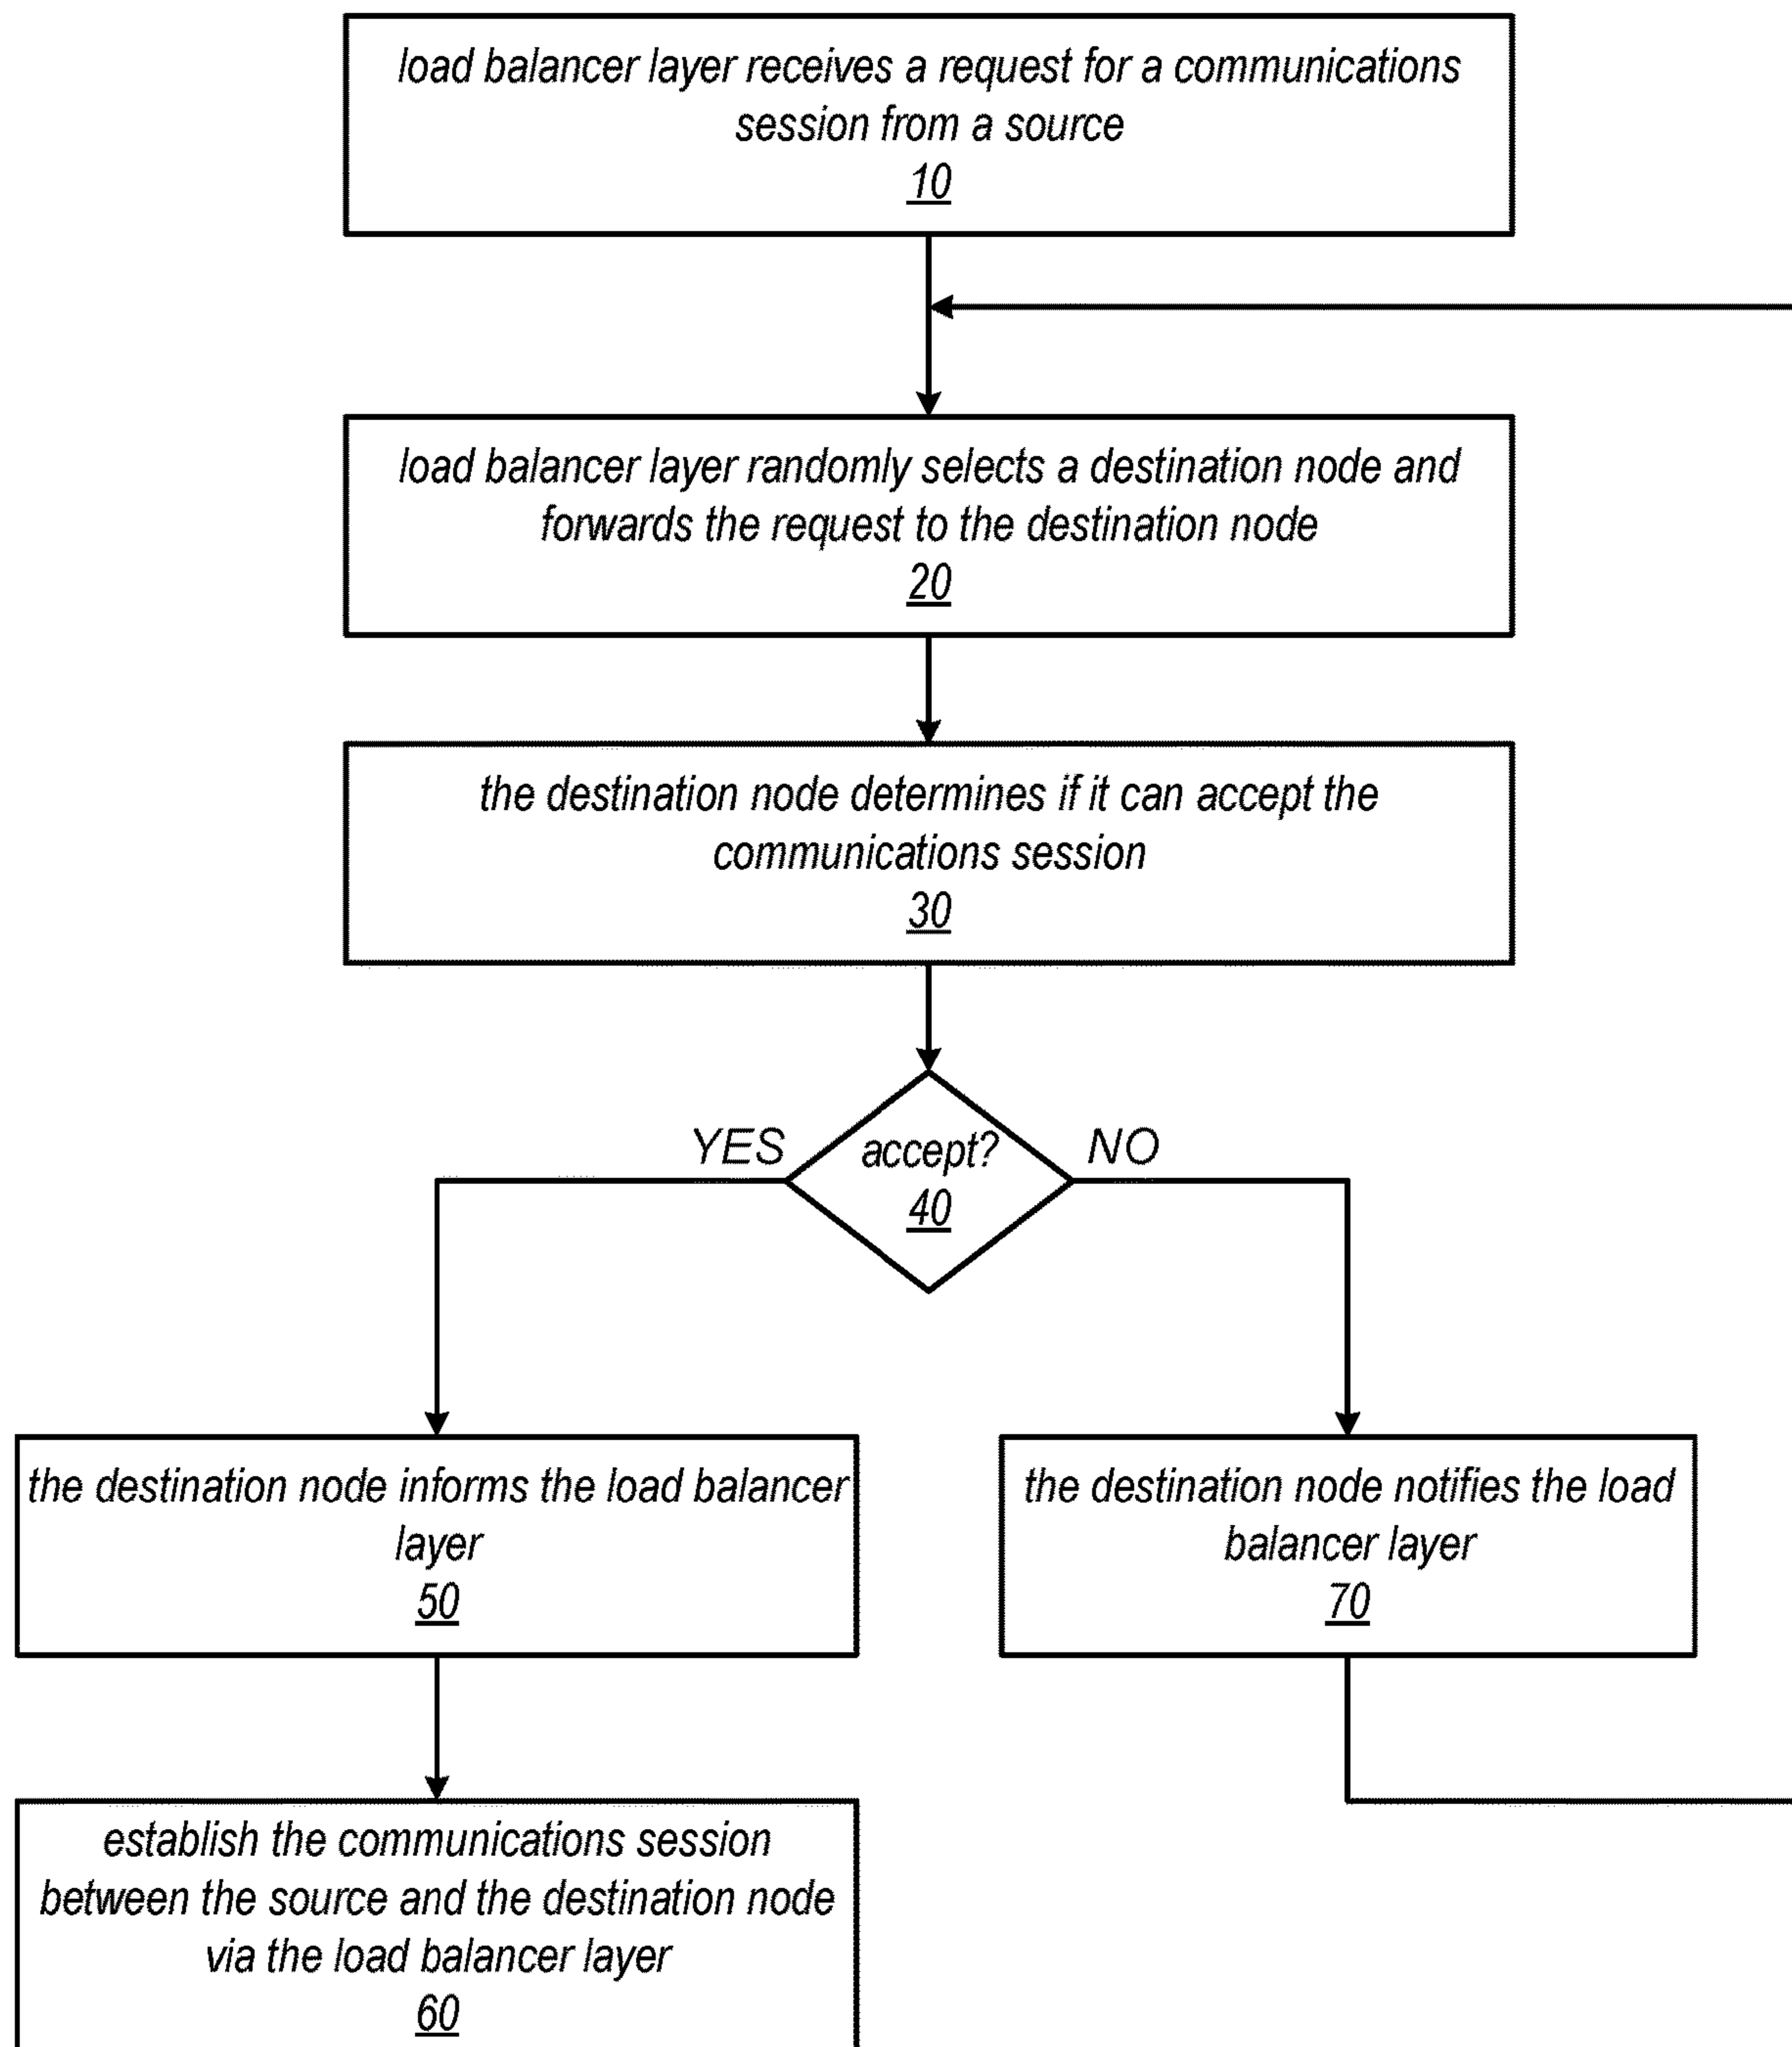 load balancer layer receives a request for a communications
session from a source
10
load balancer layer randomly selects a destination node and
forwards the request to the destination node
20
the destination node determines if it can accept the
communications session
30
YES
accept?
NO
40
the destination node informs the load balancer
layer
50
the destination node notifies the load
balancer layer
70
establish the communications session
between the source and the destination node
via the load balancer layer
60